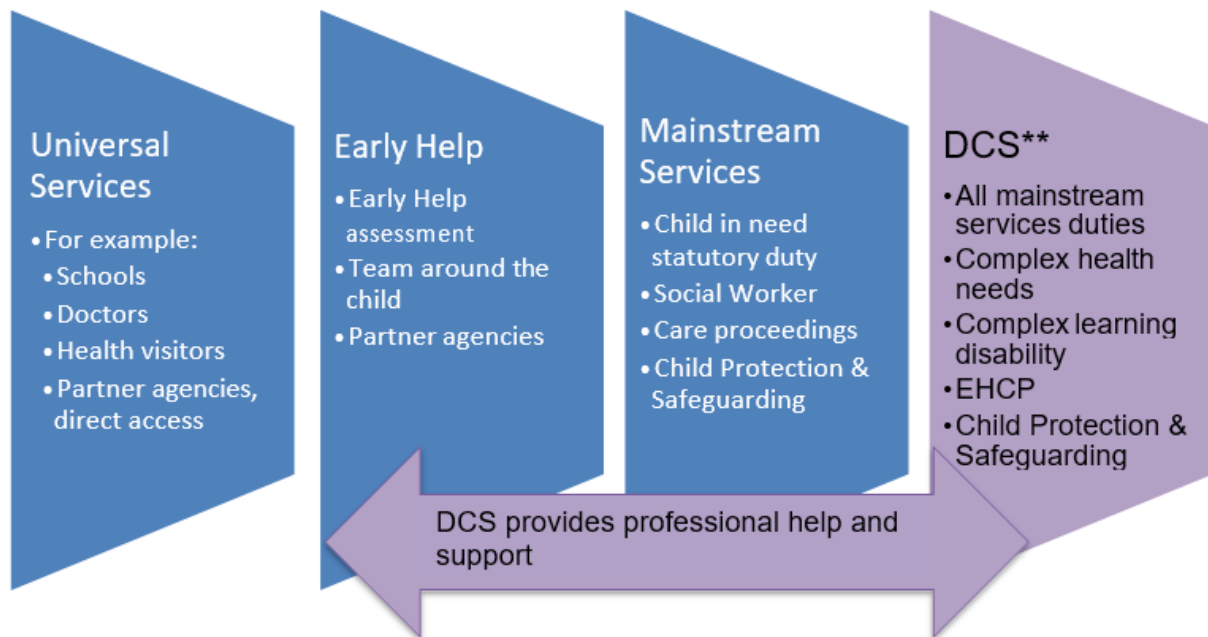 Universal
Services
• For example:
• Schools
• Doctors
• Health visitors
• Partner agencies,
direct access
Early Help
• Early Help
assessment
• Team around the
child
• Partner agencies
Mainstream
Services
• Child in need
statutory duty
• Social Worker
• Care proceedings
• Child Protection &
Safeguarding
DCS**
• All mainstream
services duties
• Complex health
needs
• Complex learning
disability
• EHCP
• Child Protection &
Safeguarding
DCS provides professional help and
support